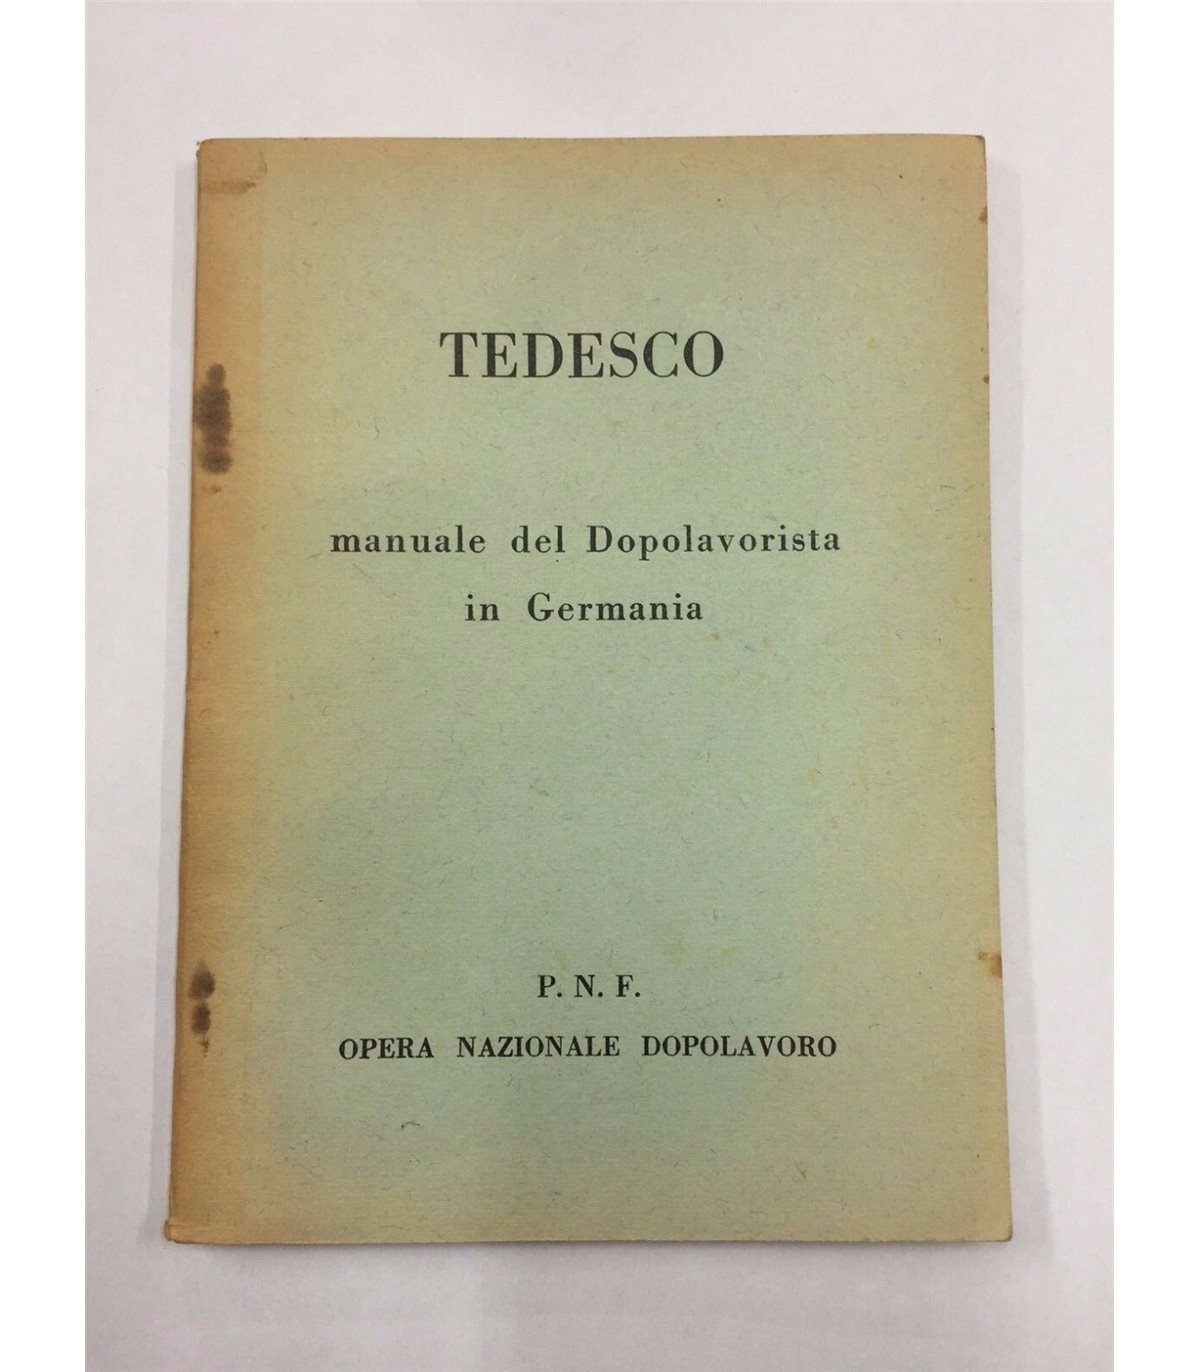 TEDESCO
manuale del Dopolavorista
in Germania
P. N. F.
OPERA NAZIONALE DOPOLAVORO